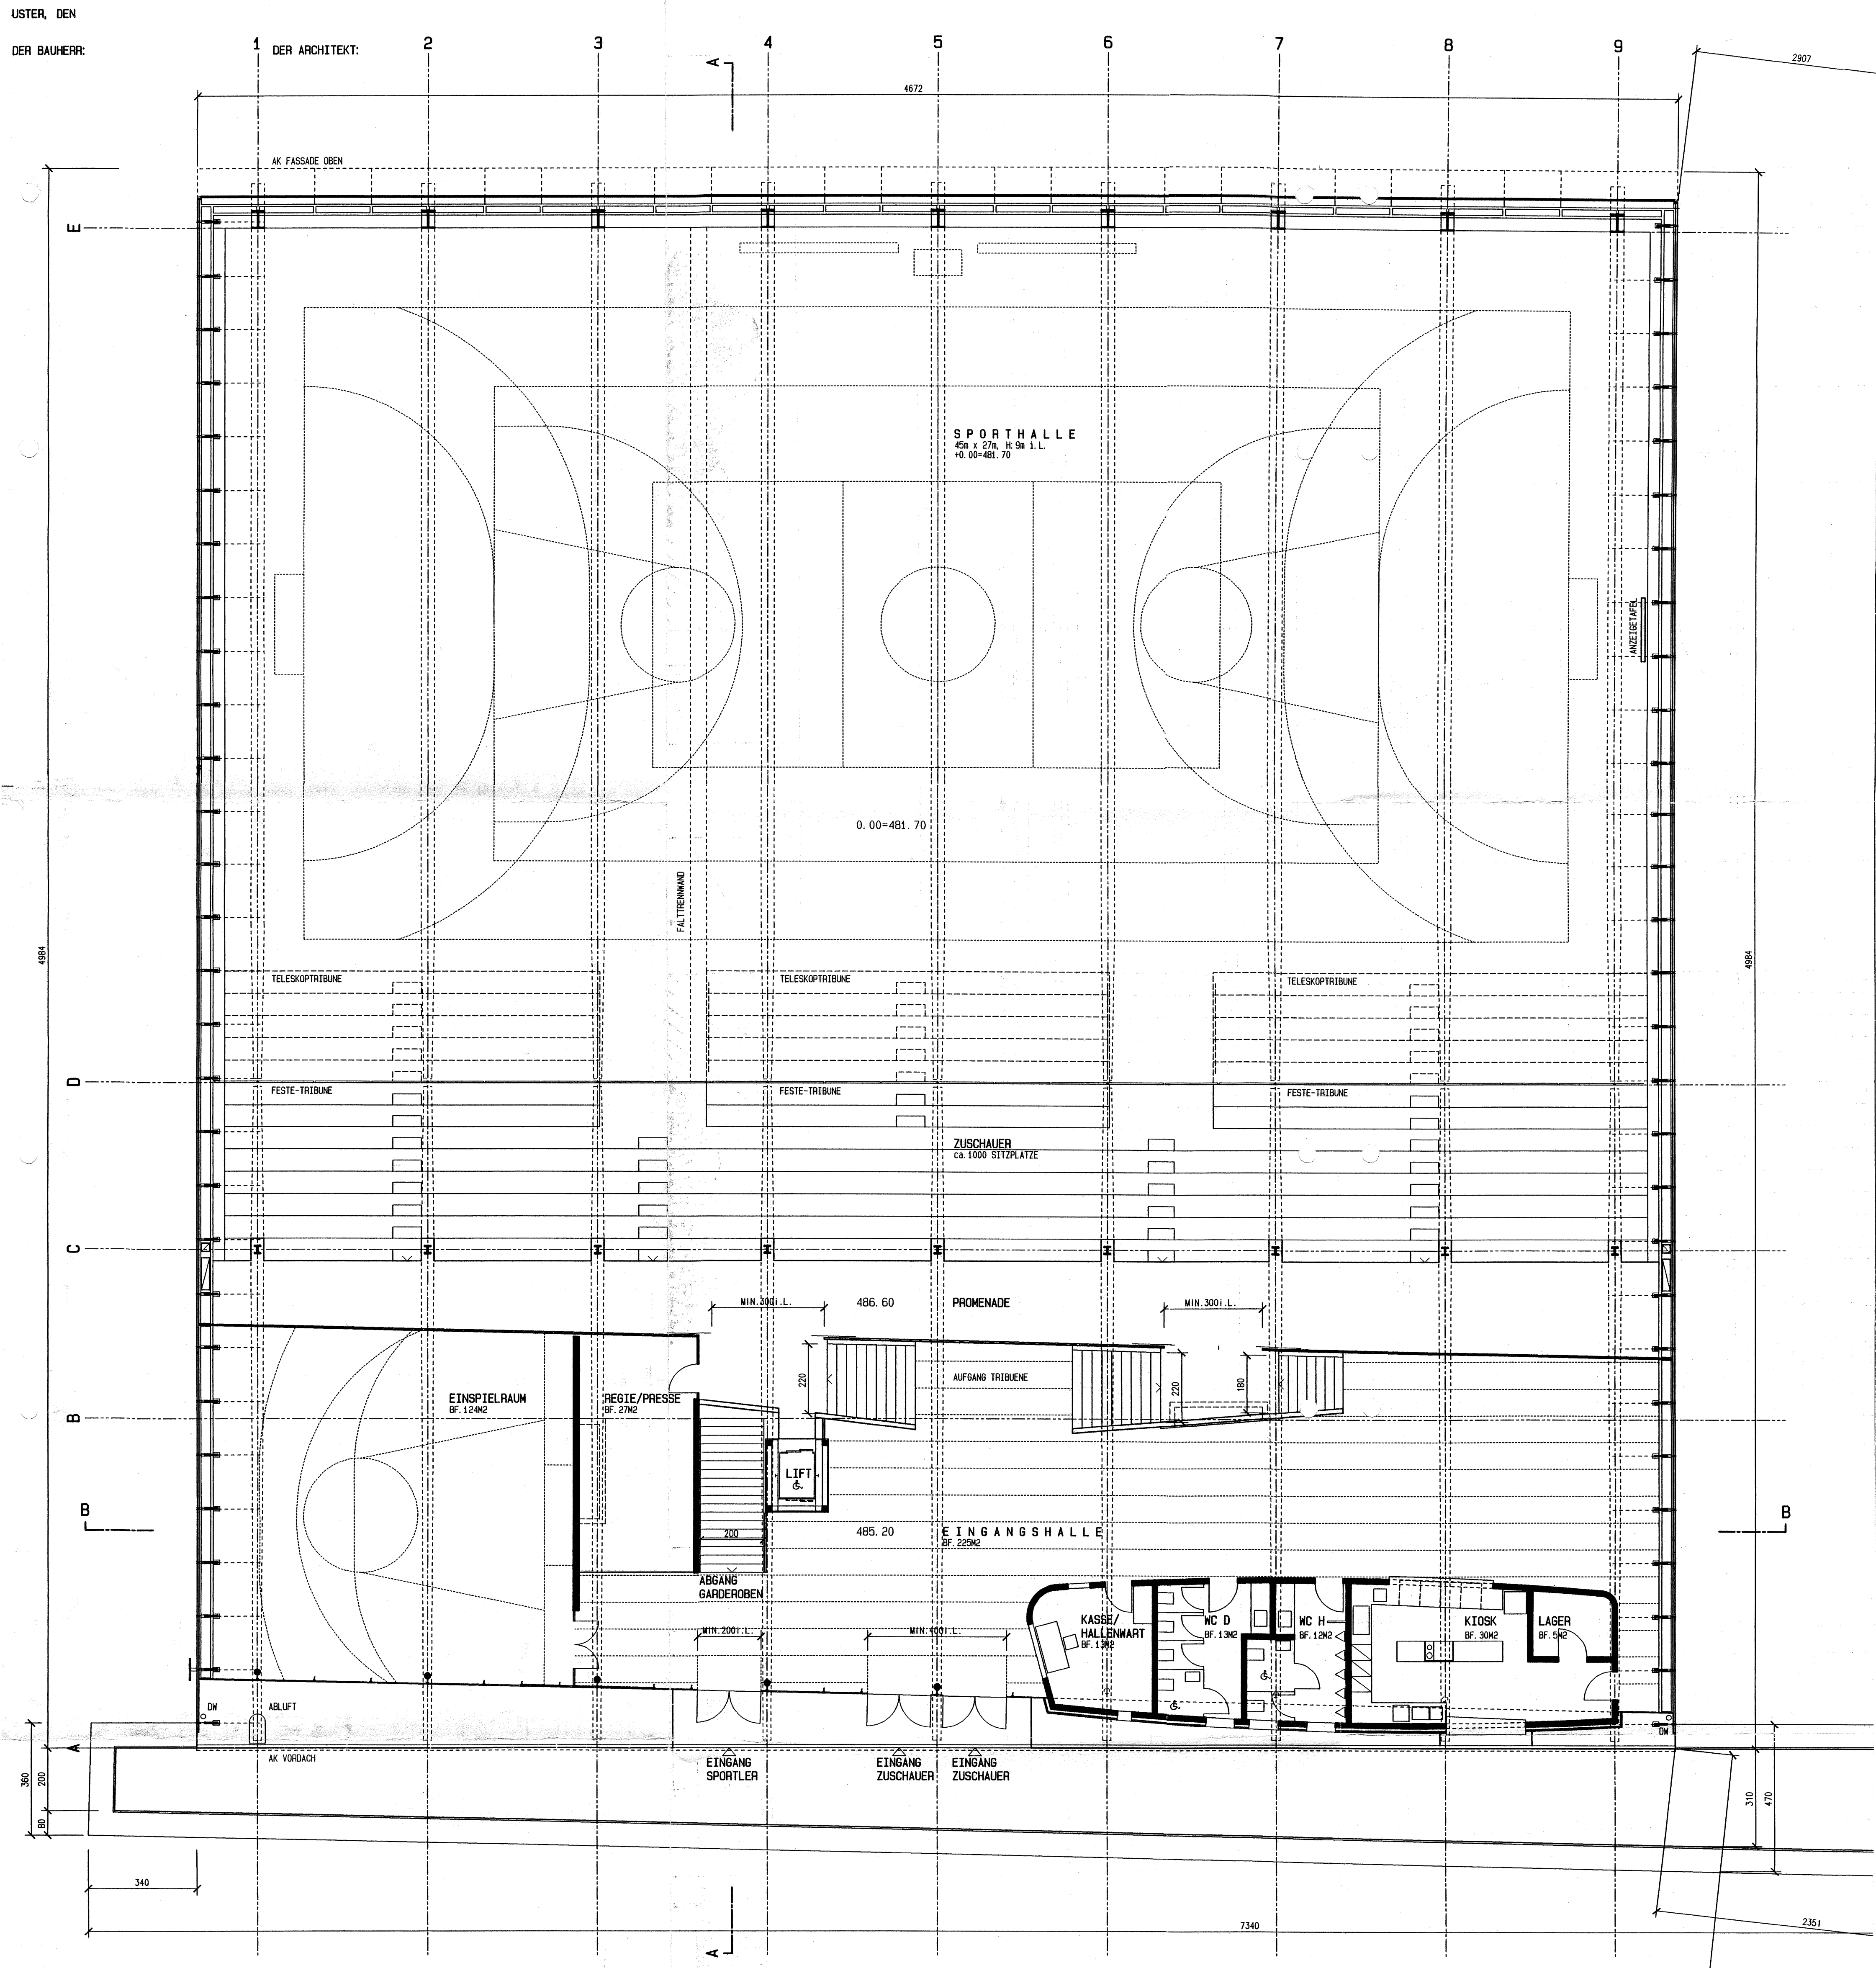 USTER, DEN
DER BAUHERR:
DER ARCHITEKT:
1 2 3 4 5 6 7 8 9
A
2907
4672
AK FASSADE OBEN
E
SPORTHALLE
45m x 27m, H:9m i.L.
+0.00=481.70
ANZEIGETAFEL
0.00=481.70
FALTTRENNWAND
4984
4984
TELESKOPTRIBUNE
TELESKOPTRIBUNE
TELESKOPTRIBUNE
D
FESTE-TRIBUNE
FESTE-TRIBUNE
FESTE-TRIBUNE
ZUSCHAUER
ca.1000 SITZPLATZE
C
MIN.300i.L.
486.60
PROMENADE
MIN.300i.L.
220
AUFGANG TRIBUENE
220
180
EINSPIELRAUM
BF.124M2
REGIE/PRESSE
BF.27M2
B
LIFT
B
B
200
485.20
EINGANGSHALLE
BF.225M2
ABGANG
GARDEROBEN
MIN.200i.L.
MIN.400i.L.
KASSE/
HALLENWART
BF.13M2
WC D
BF.13M2
WC H
BF.12M2
KIOSK
BF.30M2
LAGER
BF.5M2
DW
ABLUFT
DW
A
AK VORDACH
EINGANG
SPORTLER
EINGANG
ZUSCHAUER
EINGANG
ZUSCHAUER
360
200
80
310
470
340
7340
2351
A